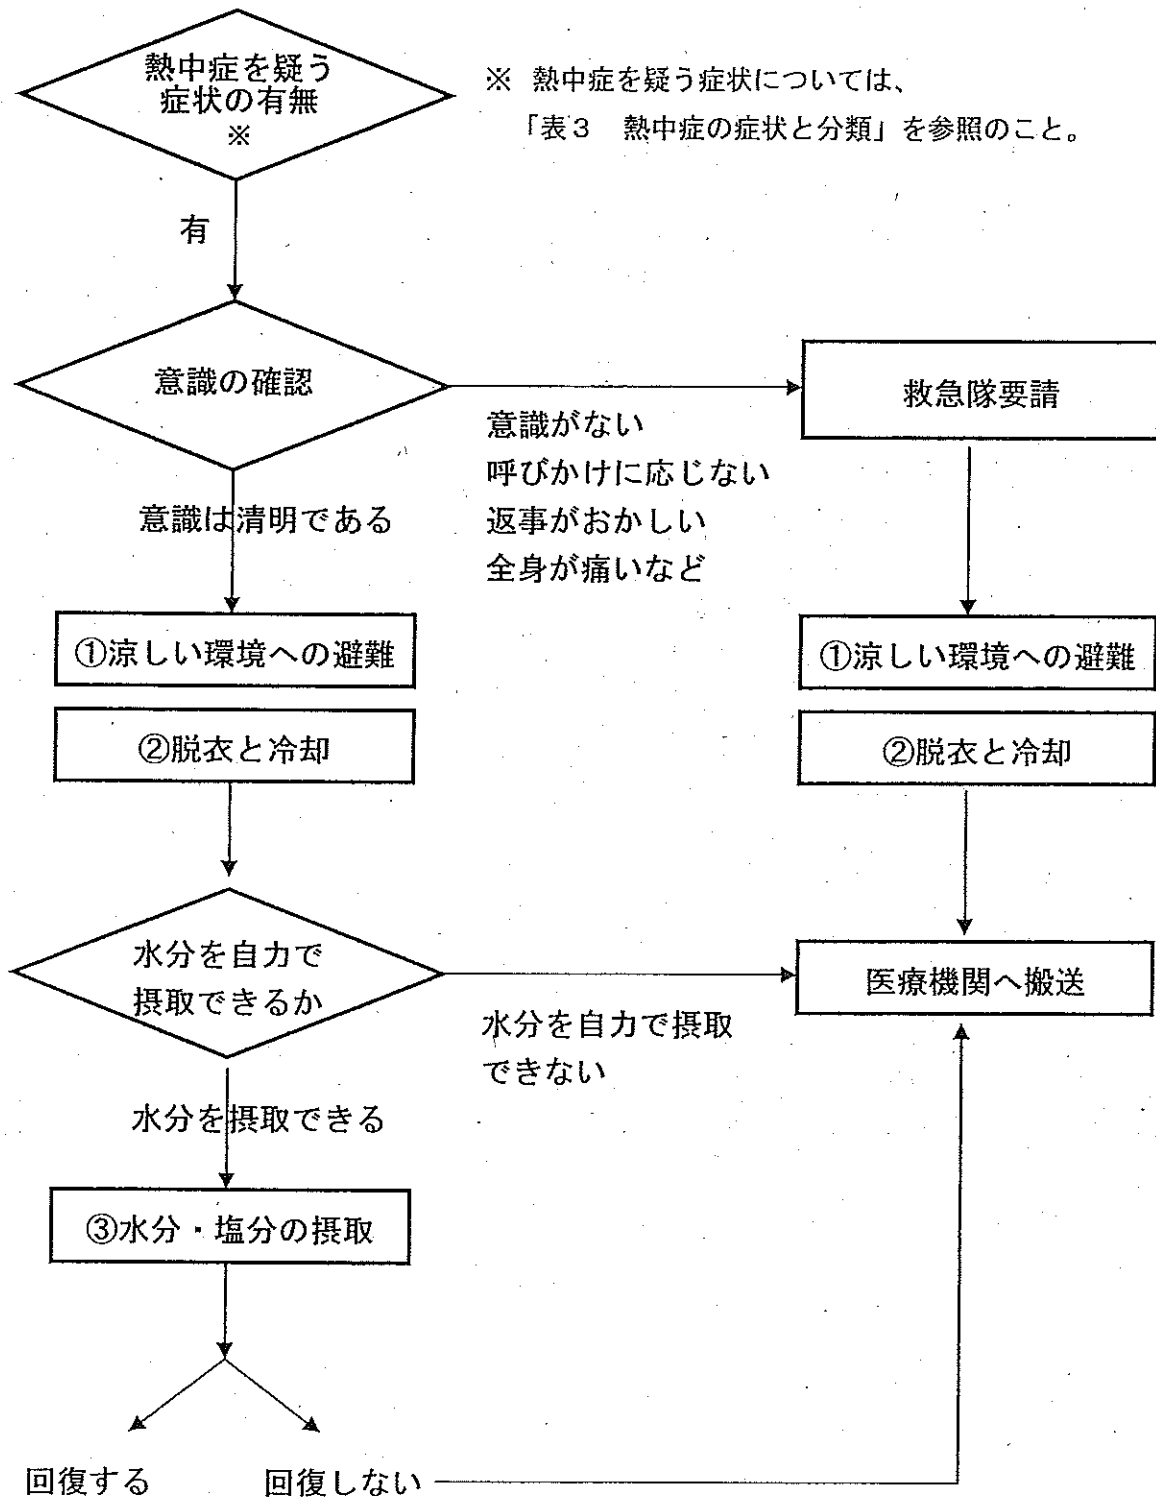 熱中症を疑う
症状の有無
※
※ 熱中症を疑う症状については、
「表3 熱中症の症状と分類」を参照のこと。
有
意識の確認
救急隊要請
意識がない
呼びかけに応じない
返事がおかしい
全身が痛いなど
意識は清明である
①涼しい環境への避難
①涼しい環境への避難
②脱衣と冷却
②脱衣と冷却
水分を自力で
摂取できるか
医療機関へ搬送
水分を自力で摂取
できない
水分を摂取できる
③水分・塩分の摂取
回復する
回復しない